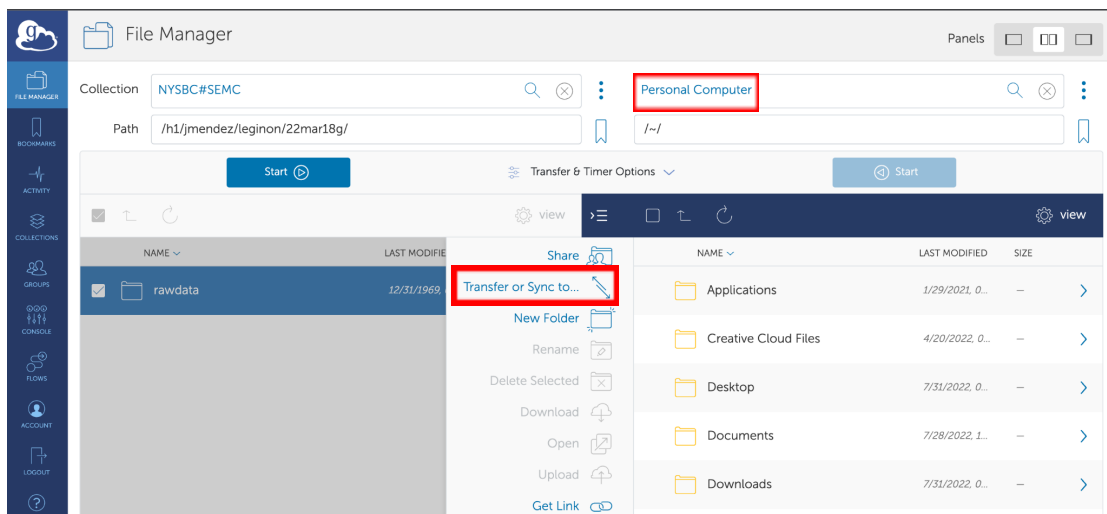 File Manager
Panels
FILE MANAGER
BOOKMARKS
ACTIVITY
COLLECTIONS
GROUPS
CONSOLE
FLOWS
ACCOUNT
LOGOUT
Collection
NYSBC#SEMC
Personal Computer
Path
/h1/jmendez/leginon/22mar18g/
/~/
Start
Transfer & Timer Options
Start
view
view
NAME
LAST MODIFIE
rawdata
12/31/1969,
Share
Transfer or Sync to...
New Folder
Rename
Delete Selected
Download
Open
Upload
Get Link
NAME
LAST MODIFIED
SIZE
Applications
1/29/2021, 0...
—
Creative Cloud Files
4/20/2022, 0...
—
Desktop
7/31/2022, 0...
—
Documents
7/28/2022, 1...
—
Downloads
7/31/2022, 0...
—